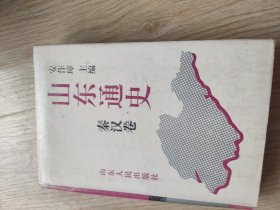 安作璋 主编
山东通史
秦汉卷
山东人民出版社